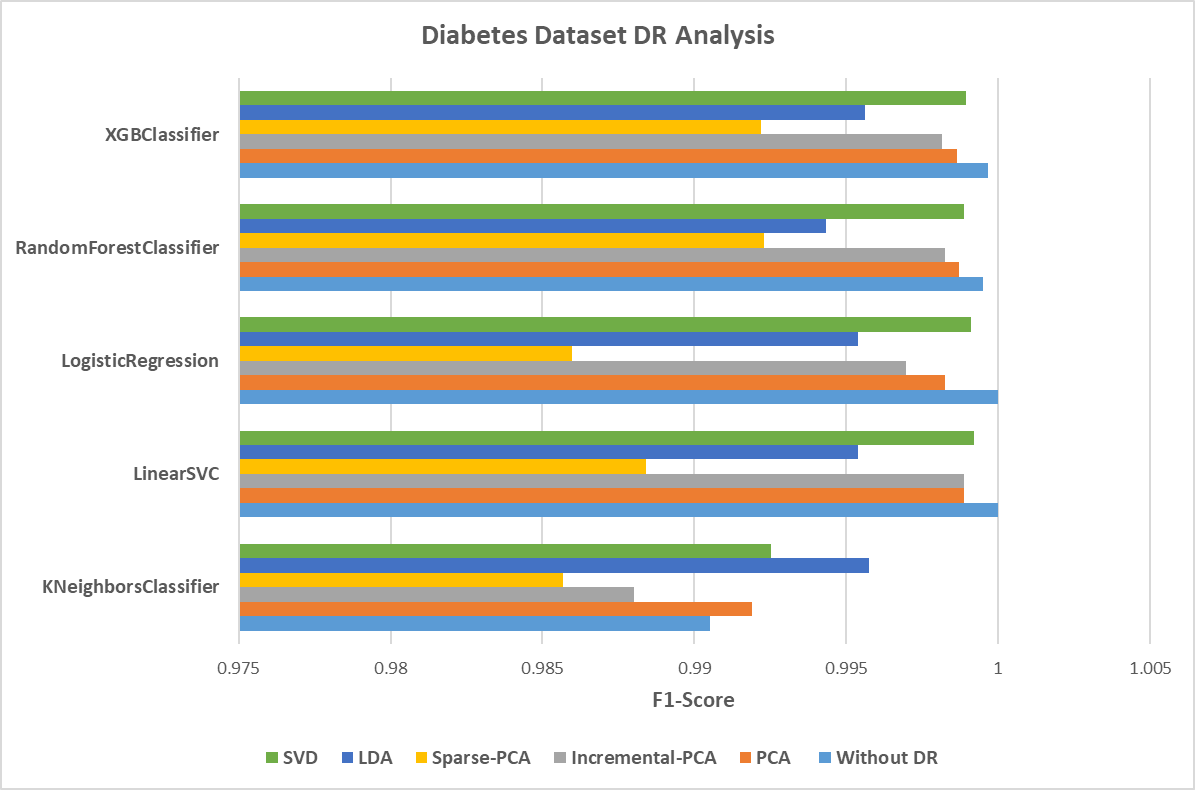 Diabetes Dataset DR Analysis
XGBClassifier
RandomForestClassifier
LogisticRegression
LinearSVC
KNeighborsClassifier
0.975 0.98 0.985 0.99 0.995 1 1.005
F1-Score
SVD LDA Sparse-PCA Incremental-PCA PCA Without DR